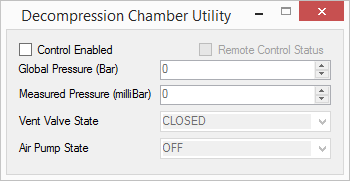 Decompression Chamber Utility
Control Enabled Remote Control Status
Global Pressure (Bar) 0
Measured Pressure (milliBar) 0
Vent Valve State CLOSED
Air Pump State OFF